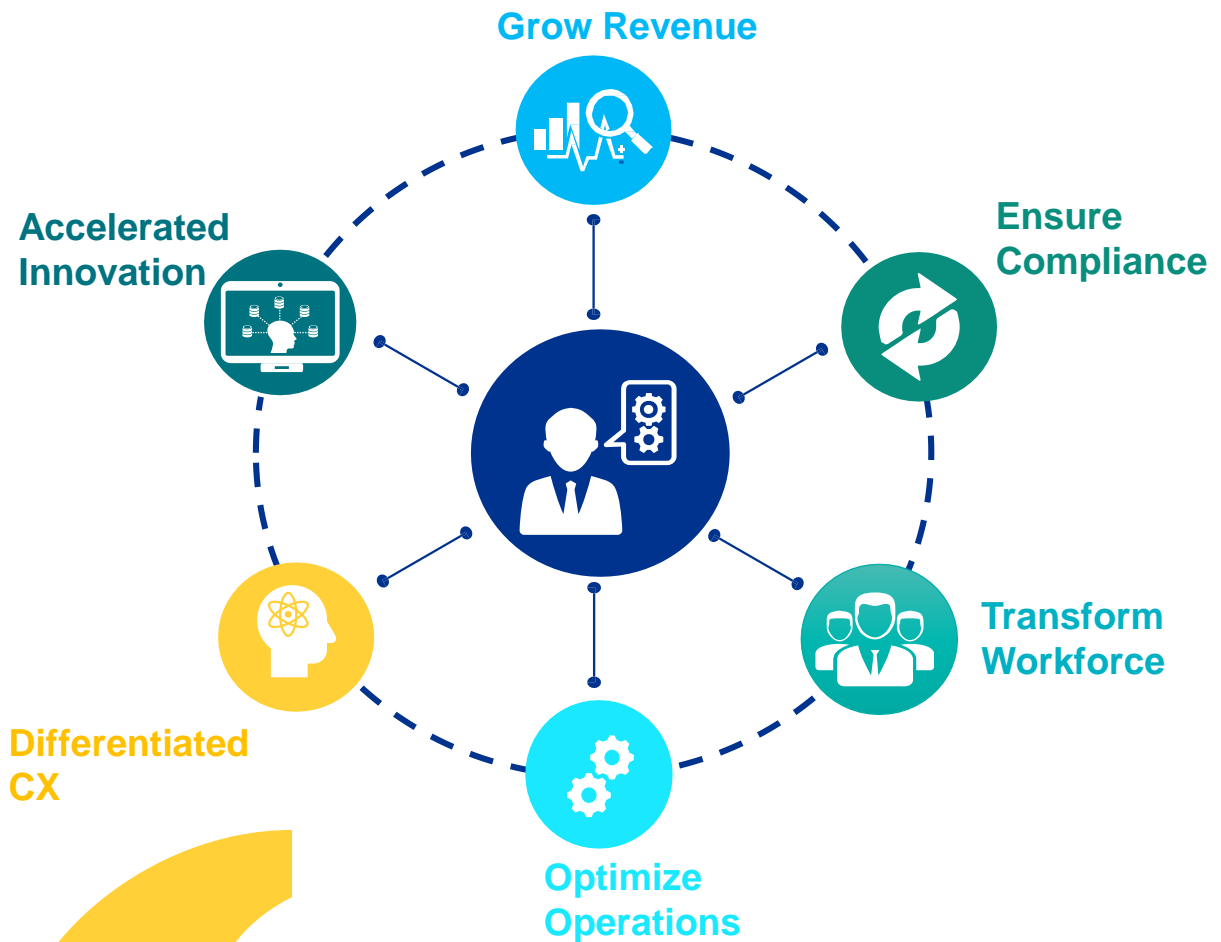 Grow Revenue
Accelerated
Innovation
Ensure
Compliance
Transform
Workforce
Differentiated
CX
Optimize
Operations